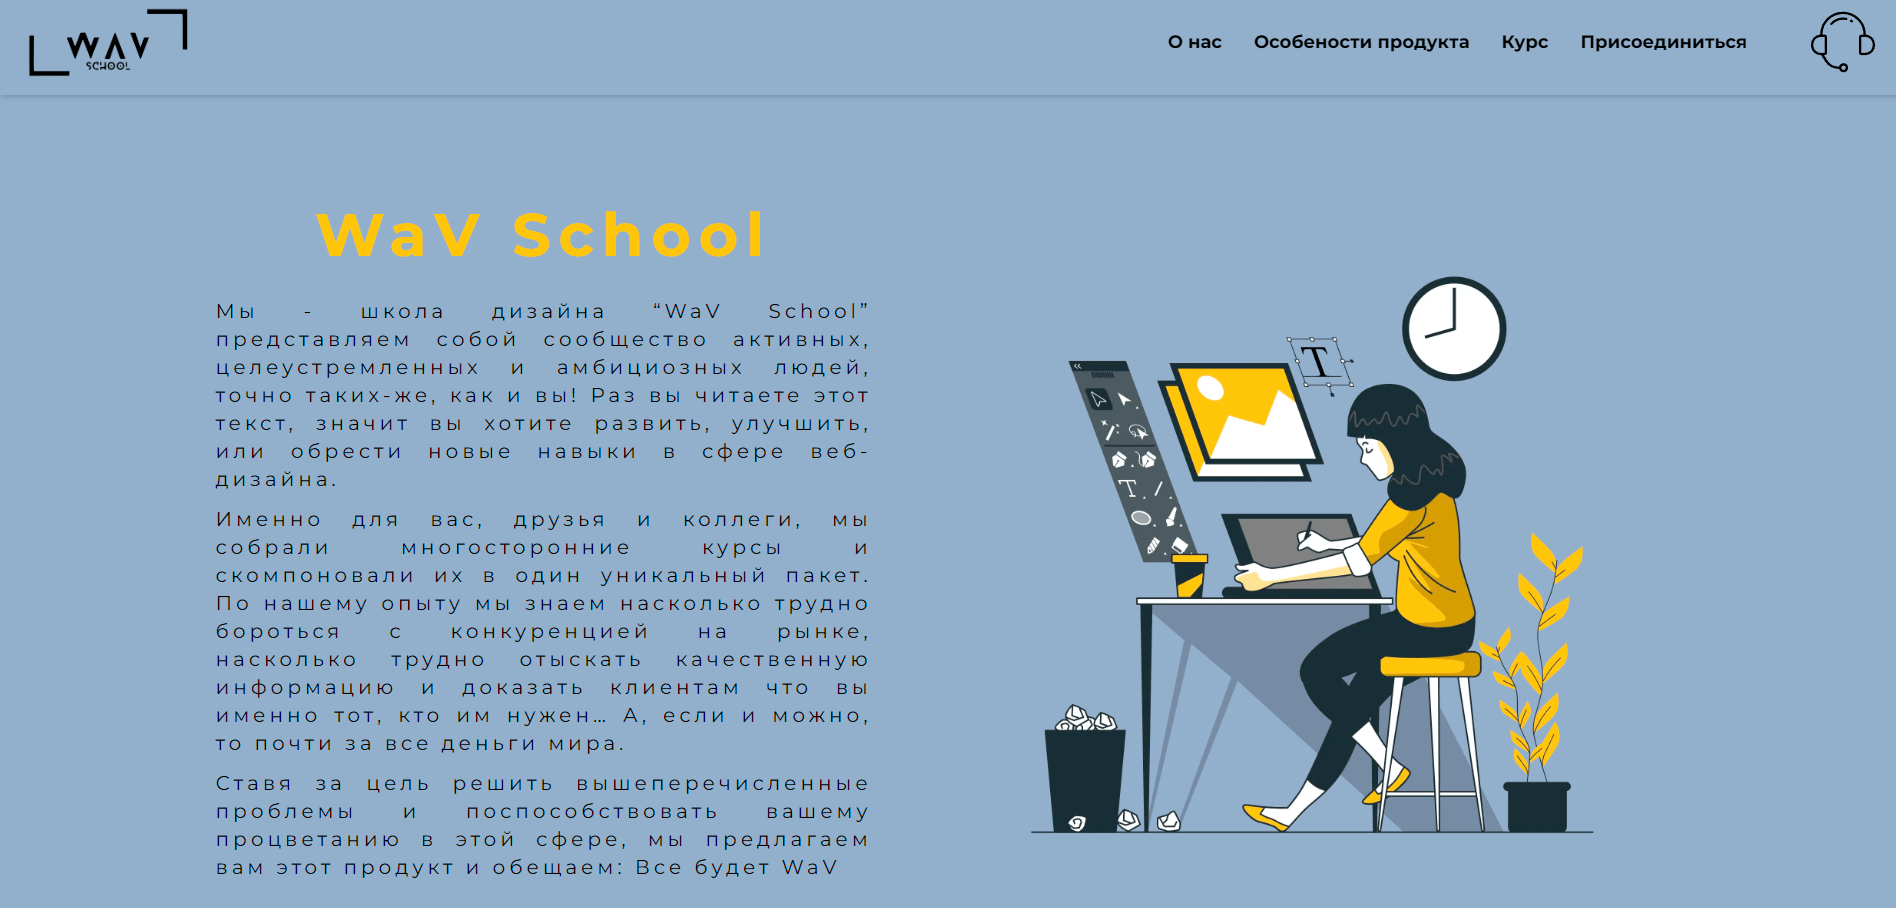 WAV
SCHOOL
О нас
Особености продукта
Курс
Присоединиться
WaV School
Мы - школа дизайна “WaV School”
представляем собой сообщество активных,
целеустремленных и амбициозных людей,
точно таких-же, как и вы! Раз вы читаете этот
текст, значит вы хотите развить, улучшить,
или обрести новые навыки в сфере веб-
дизайна.
Именно для вас, друзья и коллеги, мы
собрали многосторонние курсы и
скомпоновали их в один уникальный пакет.
По нашему опыту мы знаем насколько трудно
бороться с конкуренцией на рынке,
насколько трудно отыскать качественную
информацию и доказать клиентам что вы
именно тот, кто им нужен... А, если и можно,
то почти за все деньги мира.
Ставя за цель решить вышеперечисленные
проблемы и поспособствовать вашему
процветанию в этой сфере, мы предлагаем
вам этот продукт и обещаем: Все будет WaV
T
T